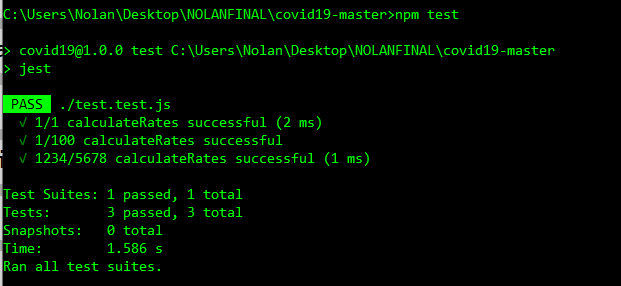 C:\Users\Nolan\Desktop\NOLANFINAL\covid19-master>npm test
> covid19@1.0.0 test C:\Users\Nolan\Desktop\NOLANFINAL\covid19-master
> jest
PASS ./test.test.js
√ 1/1 calculateRates successful (2 ms)
√ 1/100 calculateRates successful
√ 1234/5678 calculateRates successful (1 ms)
Test Suites: 1 passed, 1 total
Tests: 3 passed, 3 total
Snapshots: 0 total
Time: 1.586 s
Ran all test suites.